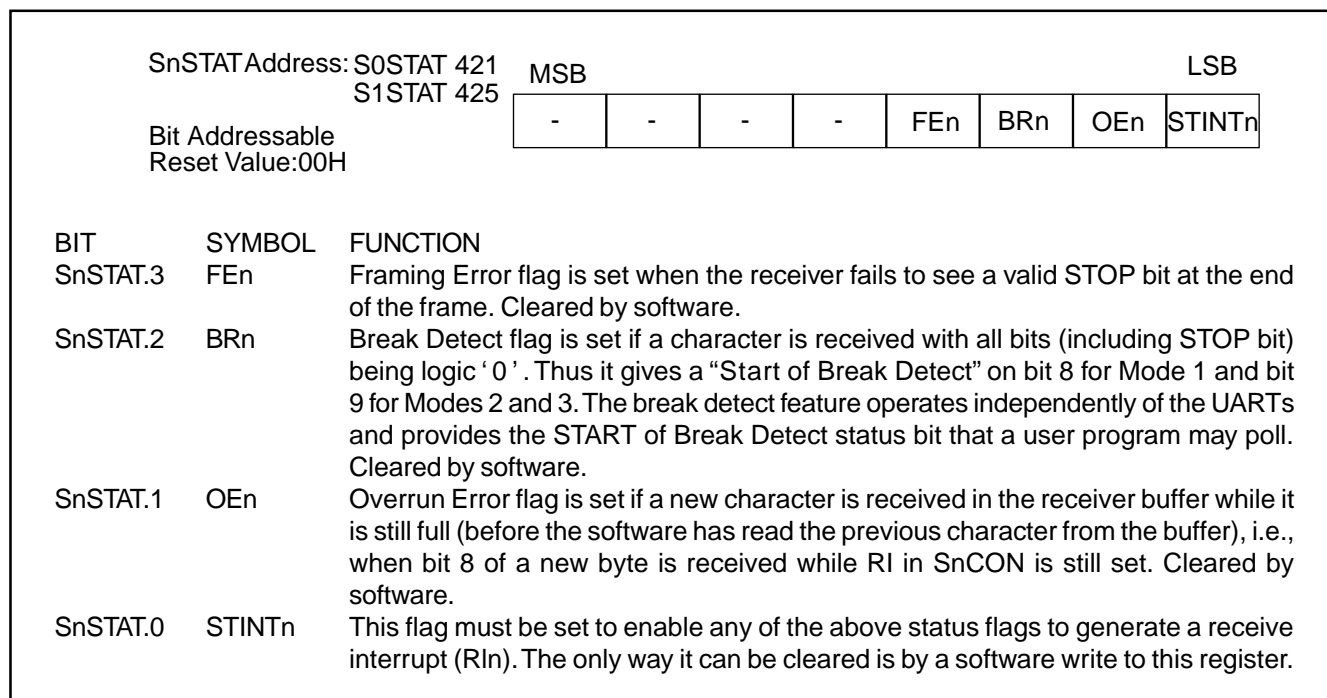 SnSTAT Address: S0STAT 421
S1STAT 425
MSB LSB
- - - - FEn BRn OEn STINTn
Bit Addressable
Reset Value:00H
BIT SYMBOL FUNCTION
SnSTAT.3 FEn Framing Error flag is set when the receiver fails to see a valid STOP bit at the end
of the frame. Cleared by software.
SnSTAT.2 BRn Break Detect flag is set if a character is received with all bits (including STOP bit)
being logic ‘0’. Thus it gives a “Start of Break Detect” on bit 8 for Mode 1 and bit
9 for Modes 2 and 3. The break detect feature operates independently of the UARTs
and provides the START of Break Detect status bit that a user program may poll.
Cleared by software.
SnSTAT.1 OEn Overrun Error flag is set if a new character is received in the receiver buffer while it
is still full (before the software has read the previous character from the buffer), i.e.,
when bit 8 of a new byte is received while RI in SnCON is still set. Cleared by
software.
SnSTAT.0 STINTn This flag must be set to enable any of the above status flags to generate a receive
interrupt (RIn). The only way it can be cleared is by a software write to this register.